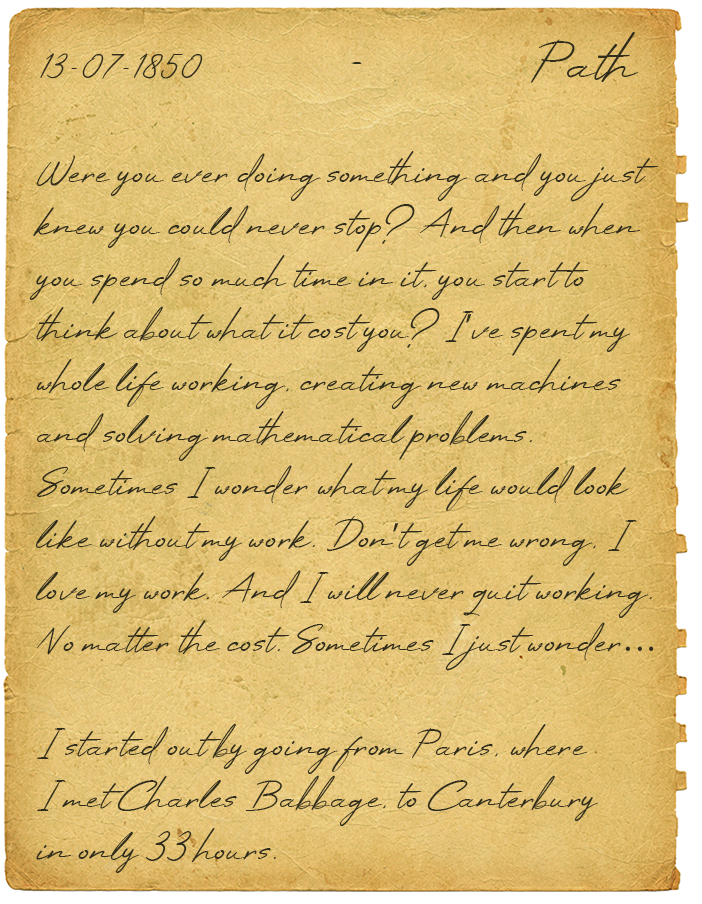 13-07-1850 - Path
Were you ever doing something and you just
knew you could never stop? And then when
you spend so much time in it, you start to
think about what it cost you? I've spent my
whole life working, creating new machines
and solving mathematical problems.
Sometimes I wonder what my life would look
like without my work. Don't get me wrong, I
love my work. And I will never quit working.
No matter the cost. Sometimes I just wonder...
I started out by going from Paris, where
I met Charles Babbage, to Canterbury
in only 33 hours.